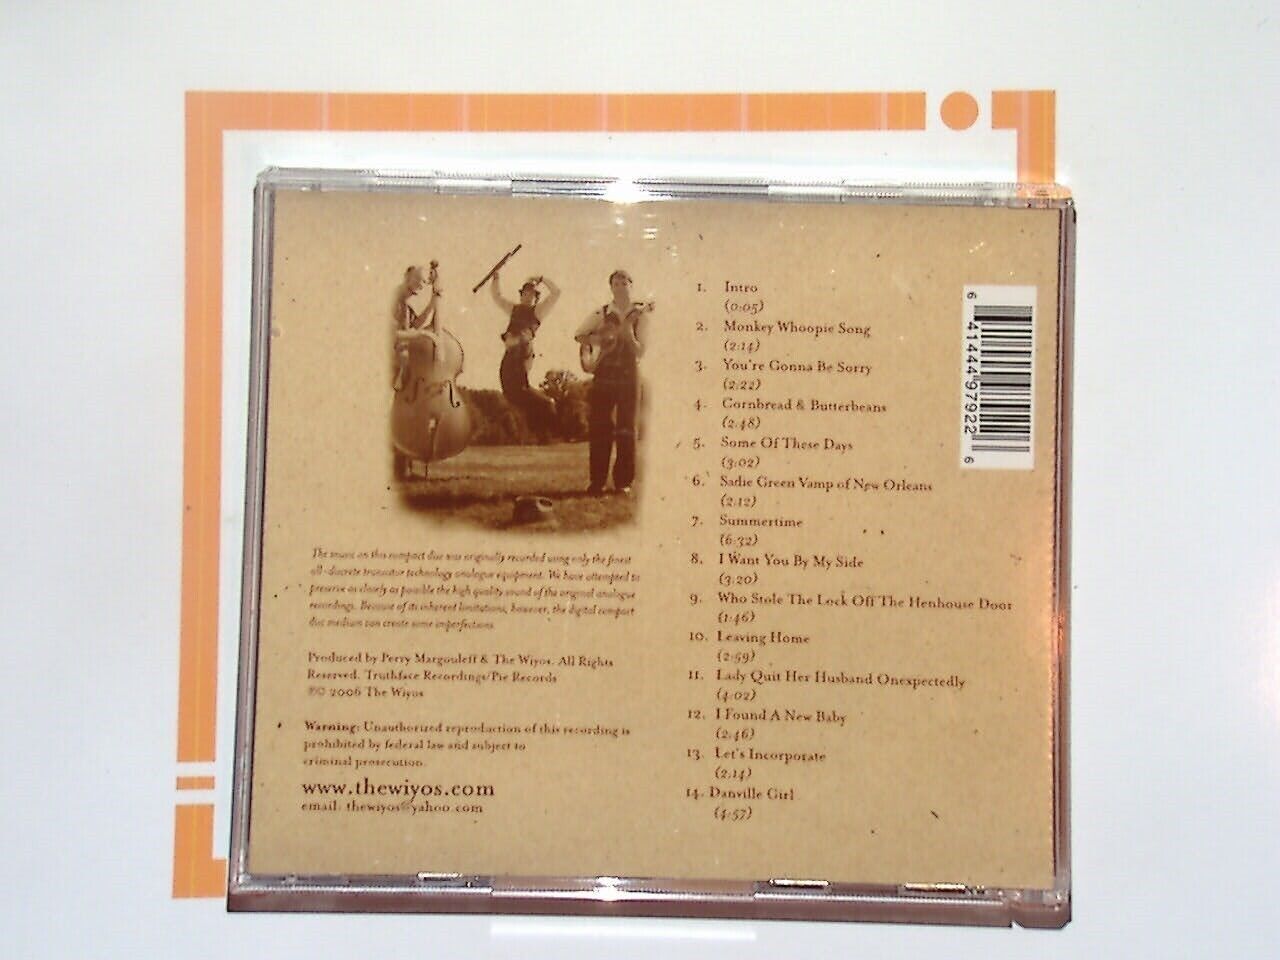 1. Intro
(0:05)
2. Monkey Whoopie Song
(2:14)
3. You're Gonna Be Sorry
(2:22)
4. Cornbread & Butterbeans
(2:48)
5. Some Of These Days
(3:02)
6. Sadie Green Vamp of New Orleans
(2:12)
7. Summertime
(6:32)
8. I Want You By My Side
(3:20)
9. Who Stole The Lock Off The Henhouse Door
(1:46)
10. Leaving Home
(2:59)
11. Lady Quit Her Husband Onexpectedly
(4:02)
12. I Found A New Baby
(2:46)
13. Let's Incorporate
(2:14)
14. Danville Girl
(4:57)
6 41444 97922 6
The music on this compact disc was originally recorded using only the finest
all-discrete transistor technology analogue equipment. We have attempted to
preserve as closely as possible the high quality sound of the original analogue
recordings. Because of its inherent limitations, however, the digital compact
disc medium can create some imperfections.
Produced by Perry Margouleff & The Wiyos. All Rights
Reserved. Truthface Recordings/Pie Records
℗© 2006 The Wiyos
Warning: Unauthorized reproduction of this recording is
prohibited by federal law and subject to
criminal prosecution.
www.thewiyos.com
email: thewiyos@yahoo.com